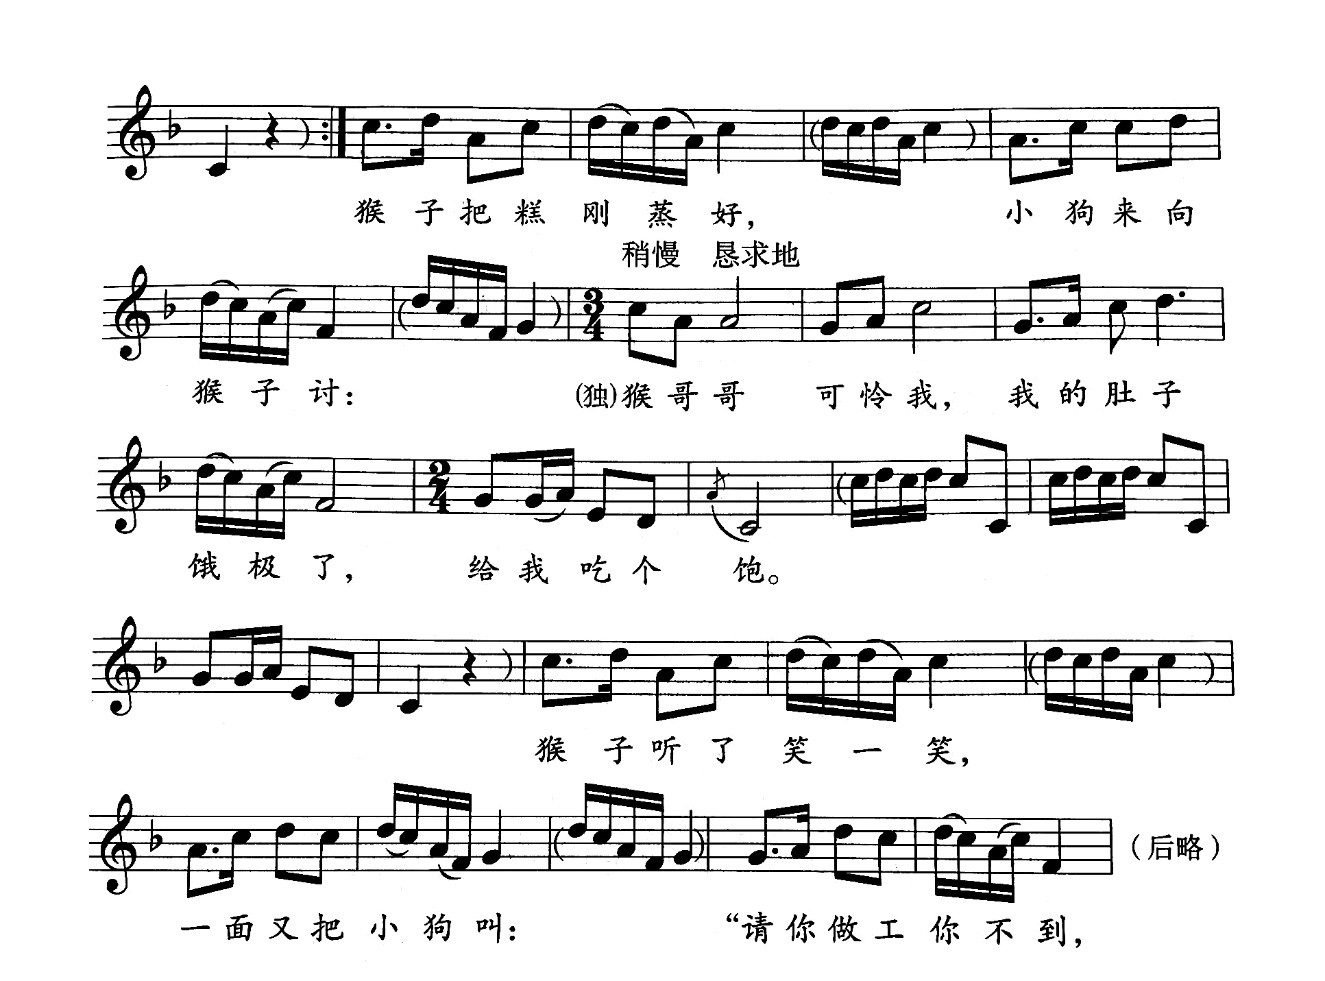 猴子把糕刚蒸好，小狗来向
稍慢 恳求地
猴子讨：(独)猴哥哥可怜我，我的肚子
饿极了，给我吃个饱。
猴子听了笑一笑，
一面又把小狗叫：“请你做工你不到，
（后略）